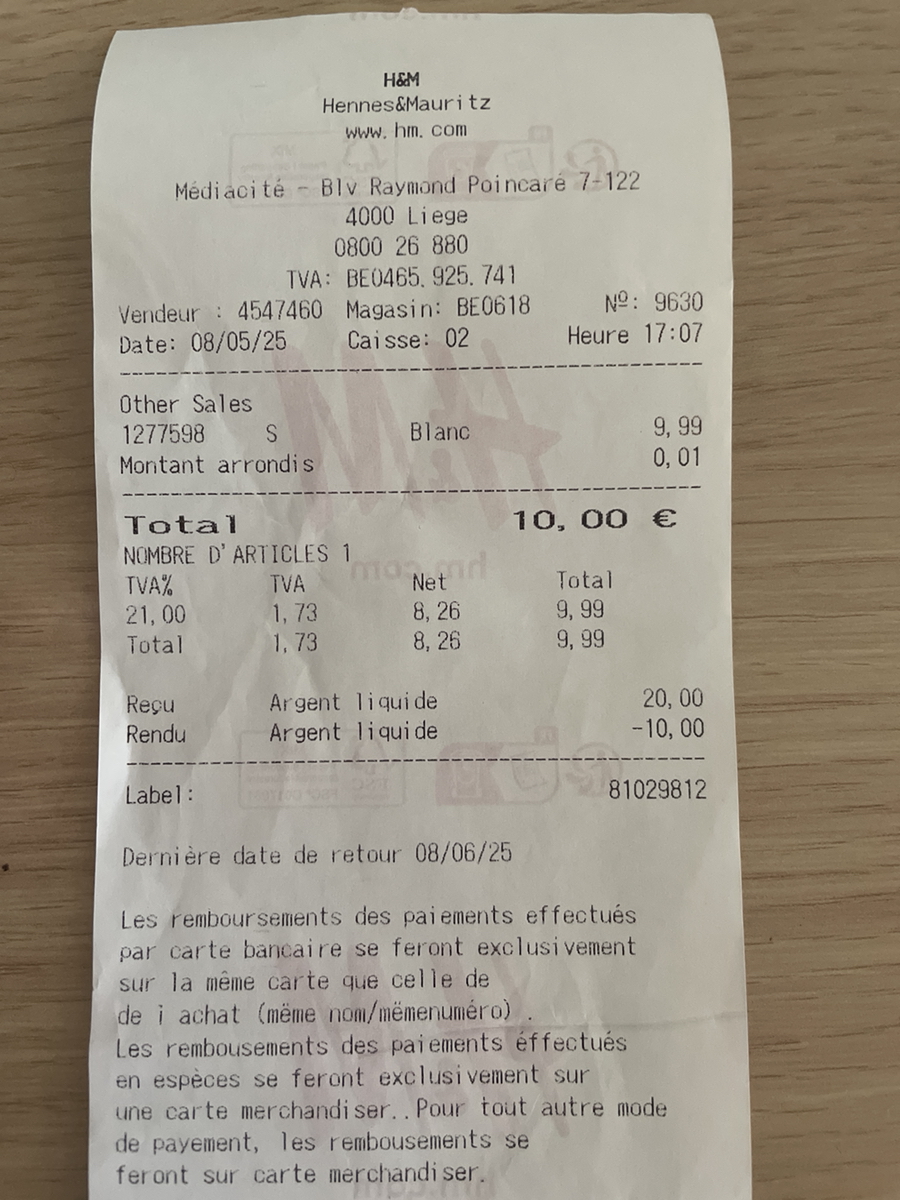 H&M
Hennes&Mauritz
www.hm.com
Médiacité - Blv Raymond Poincaré 7-122
4000 Liege
0800 26 880
TVA: BE0465.925.741
Vendeur : 4547460 Magasin: BE0618 Nº: 9630
Date: 08/05/25 Caisse: 02 Heure 17:07
Other Sales
1277598 S Blanc 9,99
Montant arrondis 0,01
Total 10,00 €
NOMBRE D'ARTICLES 1
TVA% TVA Net Total
21,00 1,73 8,26 9,99
Total 1,73 8,26 9,99
Reçu Argent liquide 20,00
Rendu Argent liquide -10,00
Label: 81029812
Dernière date de retour 08/06/25
Les remboursements des paiements effectués
par carte bancaire se feront exclusivement
sur la même carte que celle de
de i achat (mëme nom/mëmenuméro) .
Les rembousements des paiements éffectués
en espèces se feront exclusivement sur
une carte merchandiser..Pour tout autre mode
de payement, les rembousements se
feront sur carte merchandiser.